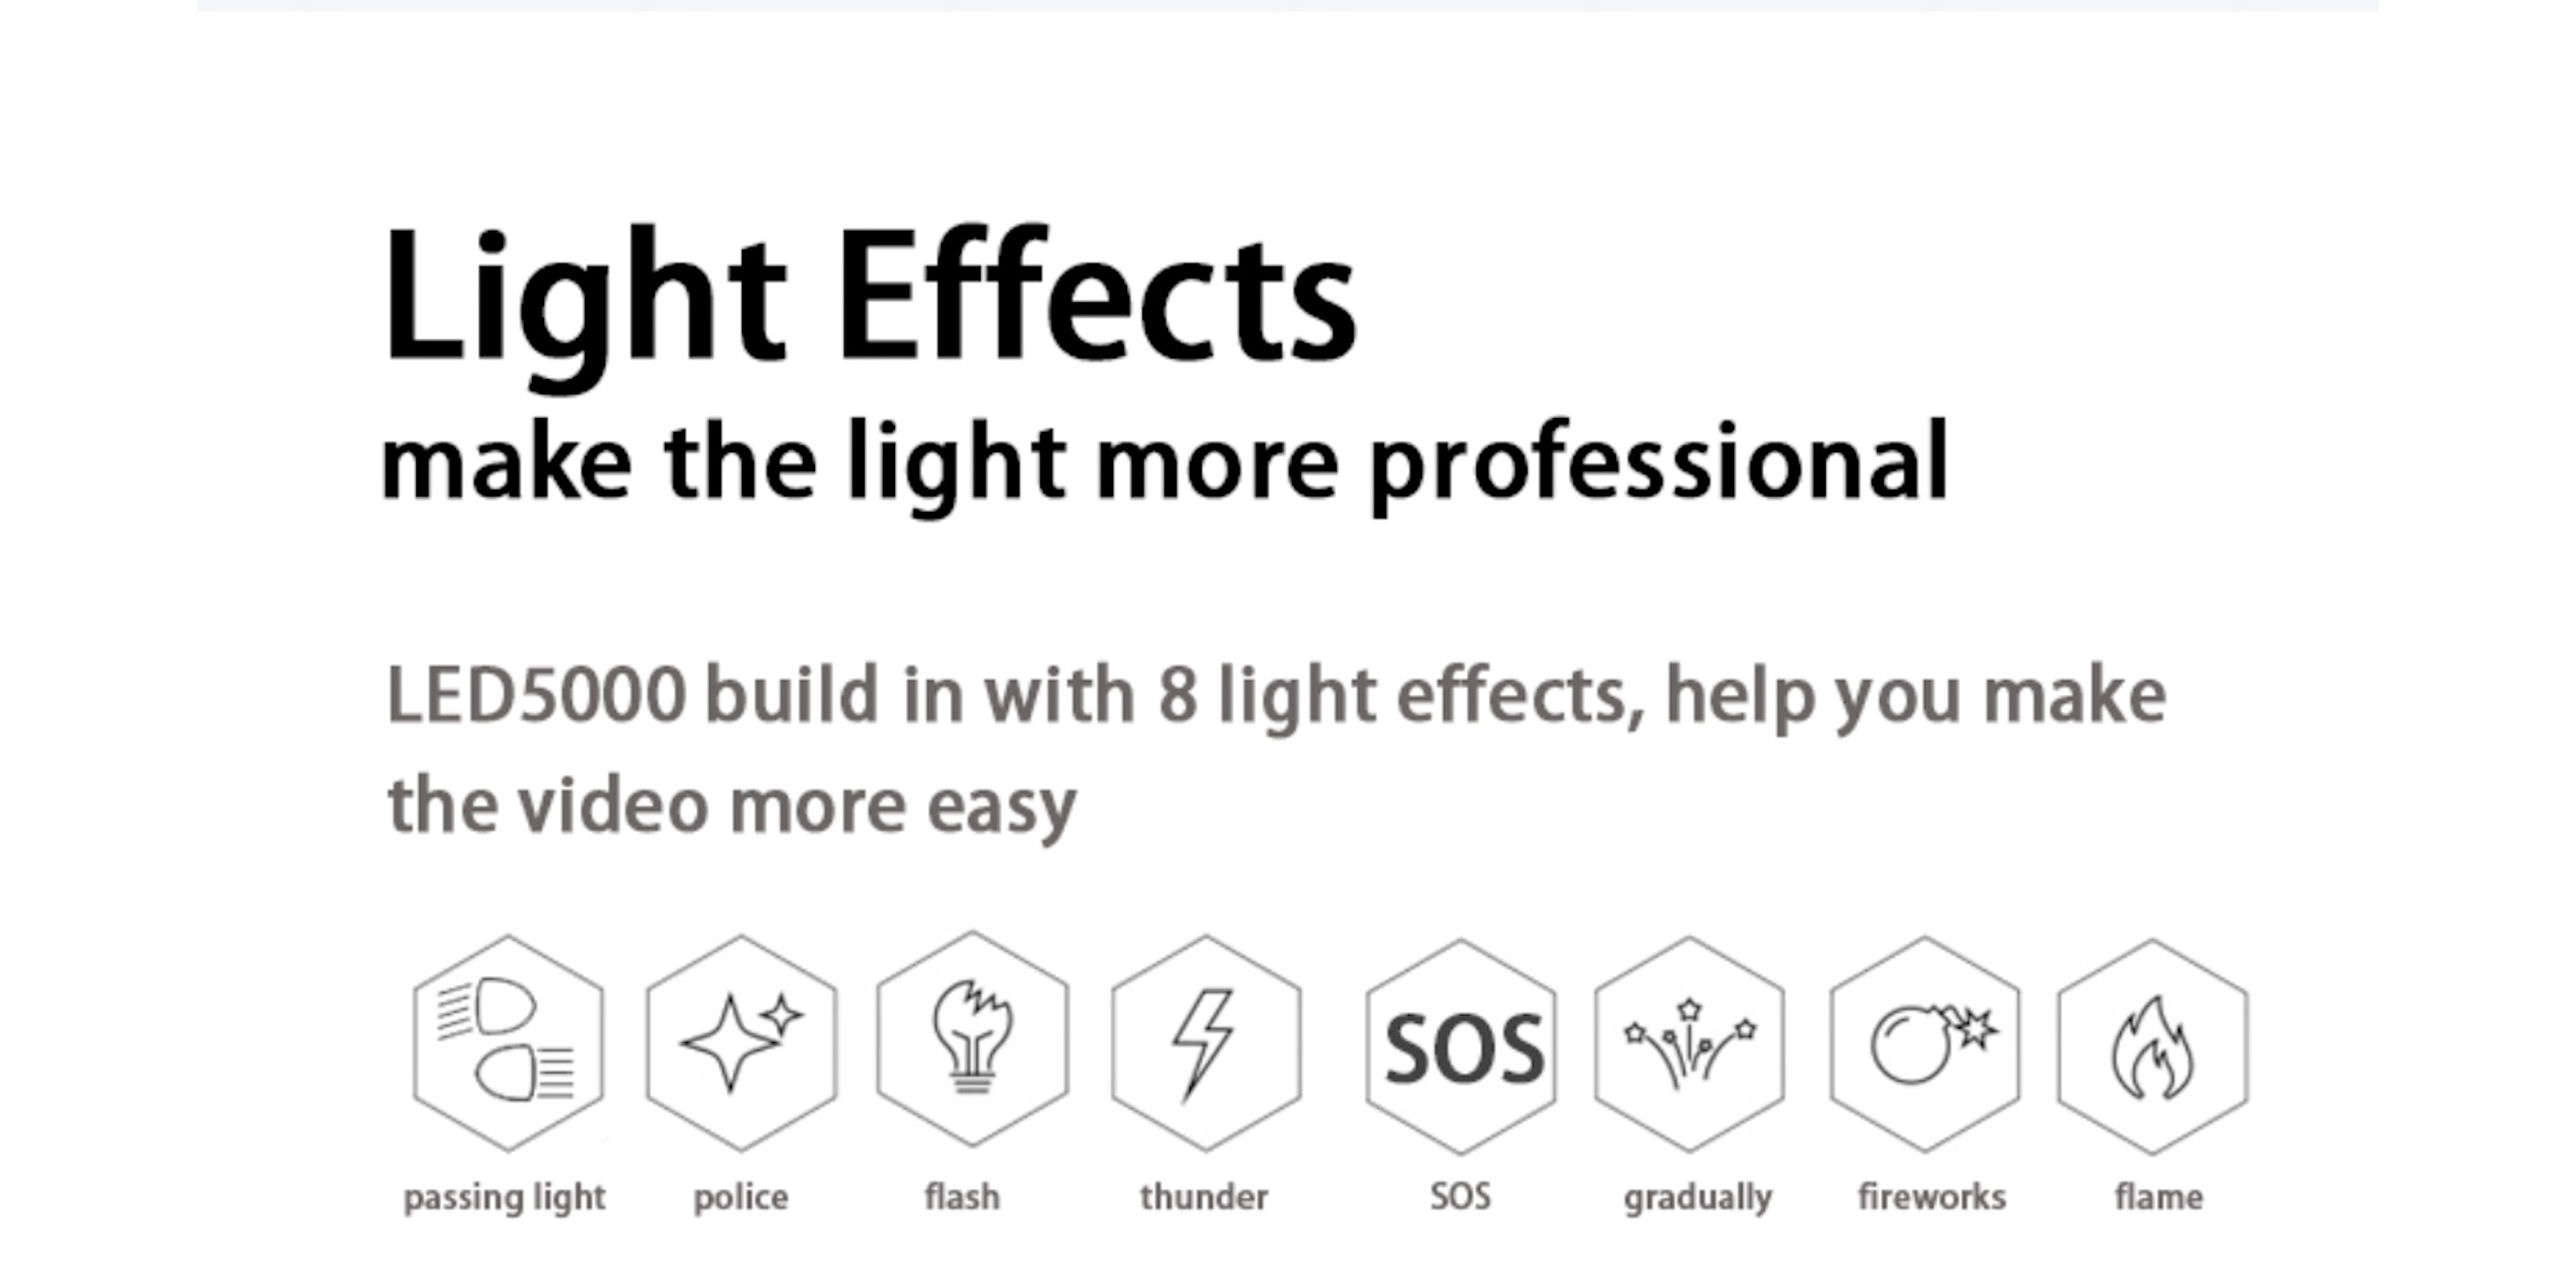 Light Effects
make the light more professional
LED5000 build in with 8 light effects, help you make
the video more easy
SOS
passing light police flash thunder SOS gradually fireworks flame